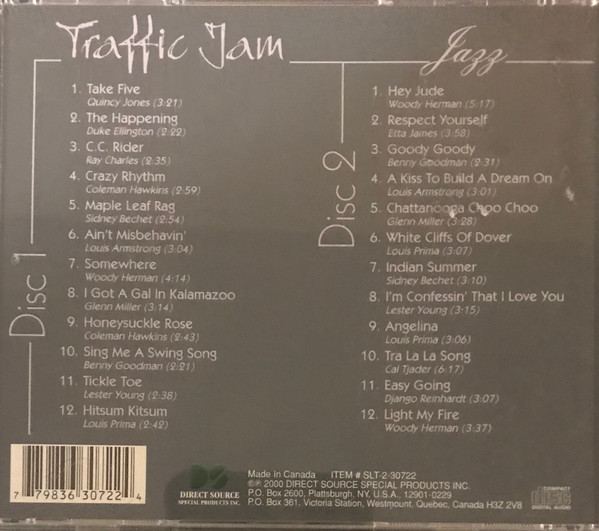 Traffic Jam
Jazz
Disc 1
1. Take Five
Quincy Jones (3:21)
2. The Happening
Duke Ellington (2:22)
3. C.C. Rider
Ray Charles (2:35)
4. Crazy Rhythm
Coleman Hawkins (2:59)
5. Maple Leaf Rag
Sidney Bechet (2:54)
6. Ain't Misbehavin'
Louis Armstrong (3:04)
7. Somewhere
Woody Herman (4:14)
8. I Got A Gal In Kalamazoo
Glenn Miller (3:14)
9. Honeysuckle Rose
Coleman Hawkins (2:43)
10. Sing Me A Swing Song
Benny Goodman (2:21)
11. Tickle Toe
Lester Young (2:38)
12. Hitsum Kitsum
Louis Prima (2:42)
Disc 2
1. Hey Jude
Woody Herman (5:17)
2. Respect Yourself
Etta James (3:58)
3. Goody Goody
Benny Goodman (2:31)
4. A Kiss To Build A Dream On
Louis Armstrong (3:01)
5. Chattanooga Choo Choo
Glenn Miller (3:28)
6. White Cliffs Of Dover
Louis Prima (3:07)
7. Indian Summer
Sidney Bechet (3:10)
8. I'm Confessin' That I Love You
Lester Young (3:15)
9. Angelina
Louis Prima (3:06)
10. Tra La La Song
Cal Tjader (6:17)
11. Easy Going
Django Reinhardt (3:07)
12. Light My Fire
Woody Herman (3:37)
7 79836 30722 4
DIRECT SOURCE
SPECIAL PRODUCTS INC.
Made In Canada ITEM # SLT-2-30722
©℗ 2000 DIRECT SOURCE SPECIAL PRODUCTS INC.
P.O. Box 2600, Plattsburgh, N.Y. U.S.A., 12901-0229
P.O. Box 361, Victoria Station, Westmount, Quebec, Canada H3Z 2V8
COMPACT
disc
DIGITAL AUDIO